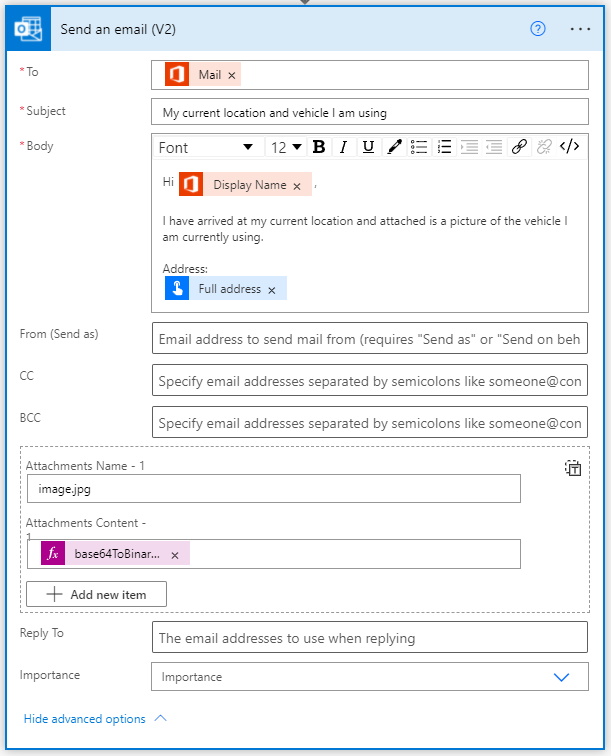 Send an email (V2)
?
...
* To
Mail ×
* Subject
My current location and vehicle I am using
* Body
Font 12 B I U </>
Hi Display Name × ,
I have arrived at my current location and attached is a picture of the vehicle I
am currently using.
Address:
Full address ×
From (Send as)
Email address to send mail from (requires "Send as" or "Send on beh
CC
Specify email addresses separated by semicolons like someone@con
BCC
Specify email addresses separated by semicolons like someone@con
Attachments Name - 1
image.jpg
Attachments Content -
1
fx base64ToBinar... ×
Add new item
Reply To
The email addresses to use when replying
Importance
Importance
Hide advanced options